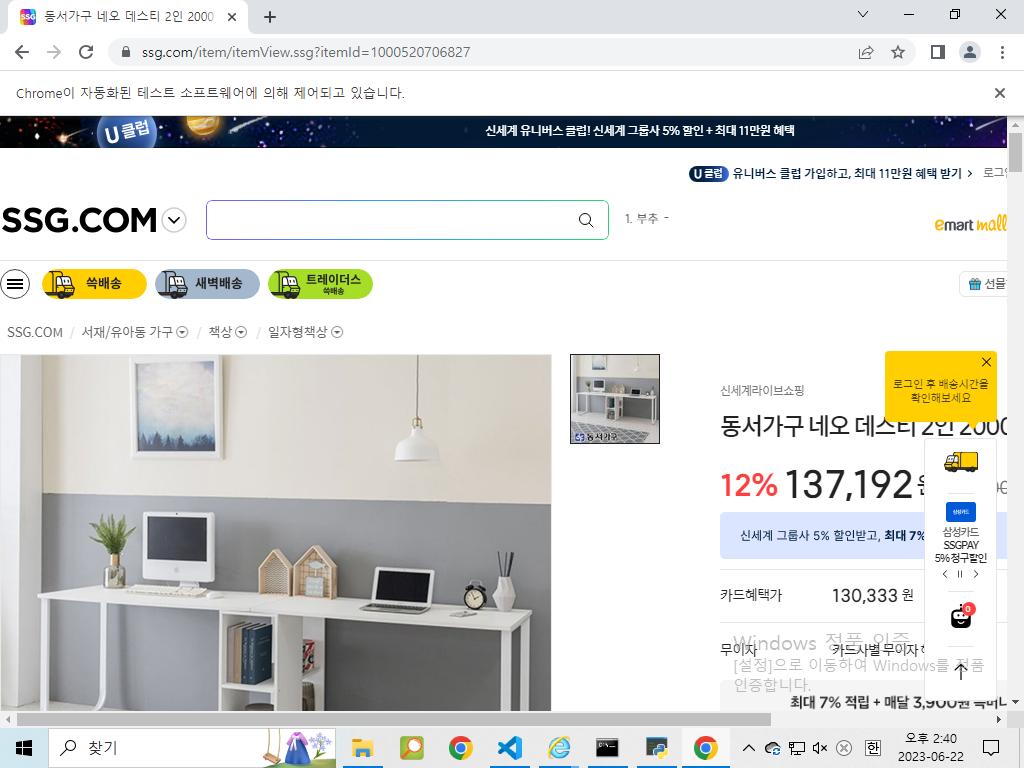 SSG 동서가구 네오 데스티 2인 2000
ssg.com/item/itemView.ssg?itemId=1000520706827
Chrome이 자동화된 테스트 소프트웨어에 의해 제어되고 있습니다.
U 클럽 신세계 유니버스 클럽! 신세계 그룹사 5% 할인 + 최대 11만원 혜택
U 클럽 유니버스 클럽 가입하고, 최대 11만원 혜택 받기 > 로그인
SSG.COM
1. 부추 -
emart mall
쓱배송 새벽배송 트레이더스 쓱배송
선물
SSG.COM / 서재/유아동 가구 / 책상 / 일자형책상
로그인 후 배송시간을
확인해보세요
신세계라이브쇼핑
동서가구 네오 데스티 2인 2000
동서가구
12% 137,192원
신세계 그룹사 5% 할인받고, 최대 7%
삼성카드
삼성카드
SSGPAY
5% 청구할인
카드혜택가 130,333 원
0
무이자 카드사별 무이자
Windows 정품 인증
[설정]으로 이동하여 Windows를 정품
인증합니다.
최대 7% 적립 + 매달 3,900원
찾기
한
오후 2:40
2023-06-22